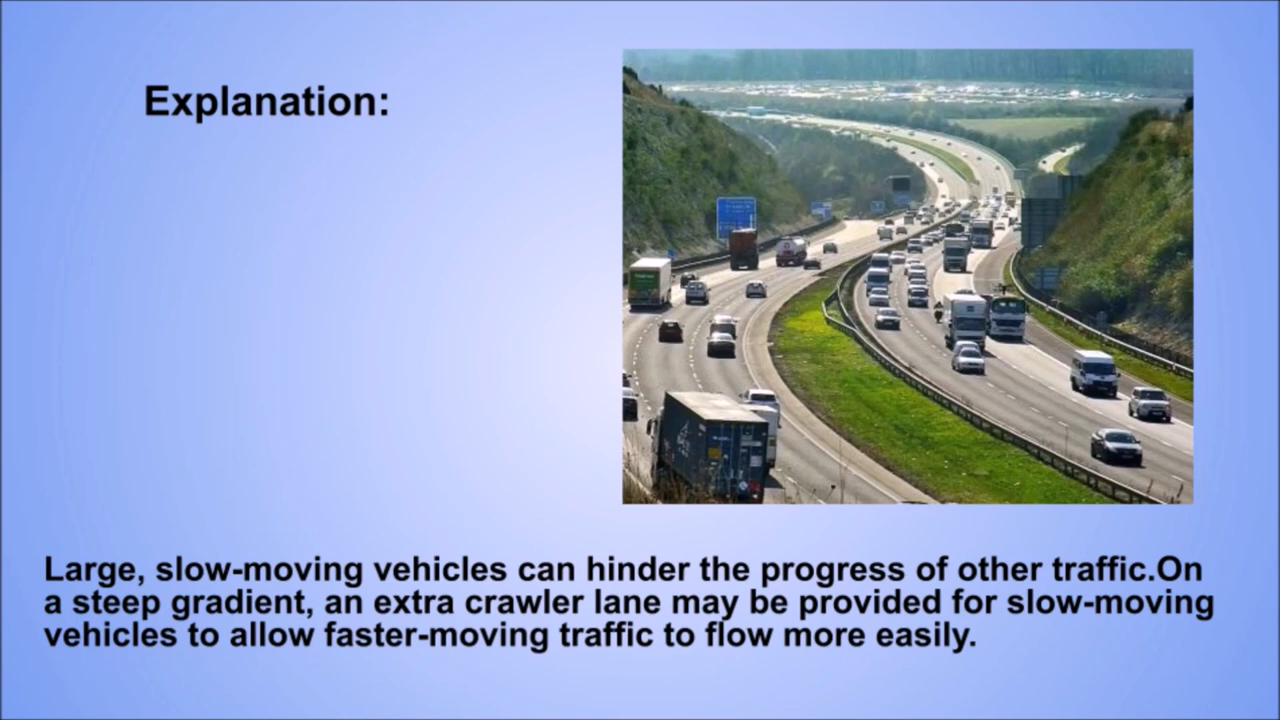 Explanation:
Large, slow-moving vehicles can hinder the progress of other traffic.On
a steep gradient, an extra crawler lane may be provided for slow-moving
vehicles to allow faster-moving traffic to flow more easily.